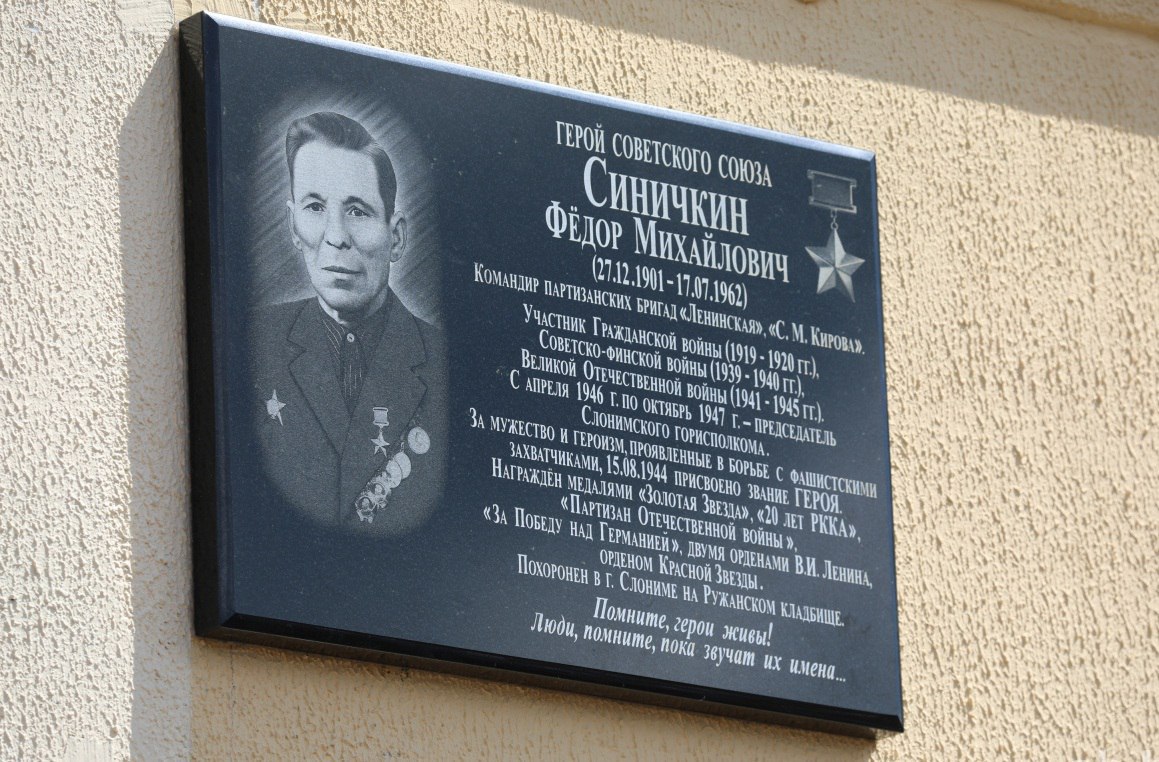 ГЕРОЙ СОВЕТСКОГО СОЮЗА
СИНИЧКИН
ФЁДОР МИХАЙЛОВИЧ
(27.12.1901 - 17.07.1962)
КОМАНДИР ПАРТИЗАНСКИХ БРИГАД «ЛЕНИНСКАЯ», «С. М. КИРОВА».
УЧАСТНИК ГРАЖДАНСКОЙ ВОЙНЫ (1919 - 1920 ГГ.),
СОВЕТСКО-ФИНСКОЙ ВОЙНЫ (1939 - 1940 ГГ.),
ВЕЛИКОЙ ОТЕЧЕСТВЕННОЙ ВОЙНЫ (1941 - 1945 ГГ.).
С АПРЕЛЯ 1946 Г. ПО ОКТЯБРЬ 1947 Г. – ПРЕДСЕДАТЕЛЬ
СЛОНИМСКОГО ГОРИСПОЛКОМА.
ЗА МУЖЕСТВО И ГЕРОИЗМ, ПРОЯВЛЕННЫЕ В БОРЬБЕ С ФАШИСТСКИМИ
ЗАХВАТЧИКАМИ, 15.08.1944 ПРИСВОЕНО ЗВАНИЕ ГЕРОЯ.
НАГРАЖДЁН МЕДАЛЯМИ «ЗОЛОТАЯ ЗВЕЗДА», «20 ЛЕТ РККА»,
«ПАРТИЗАН ОТЕЧЕСТВЕННОЙ ВОЙНЫ»,
«ЗА ПОБЕДУ НАД ГЕРМАНИЕЙ», ДВУМЯ ОРДЕНАМИ В.И. ЛЕНИНА,
ОРДЕНОМ КРАСНОЙ ЗВЕЗДЫ.
ПОХОРОНЕН В Г. СЛОНИМЕ НА РУЖАНСКОМ КЛАДБИЩЕ.
Помните, герои живы!
Люди, помните, пока звучат их имена...